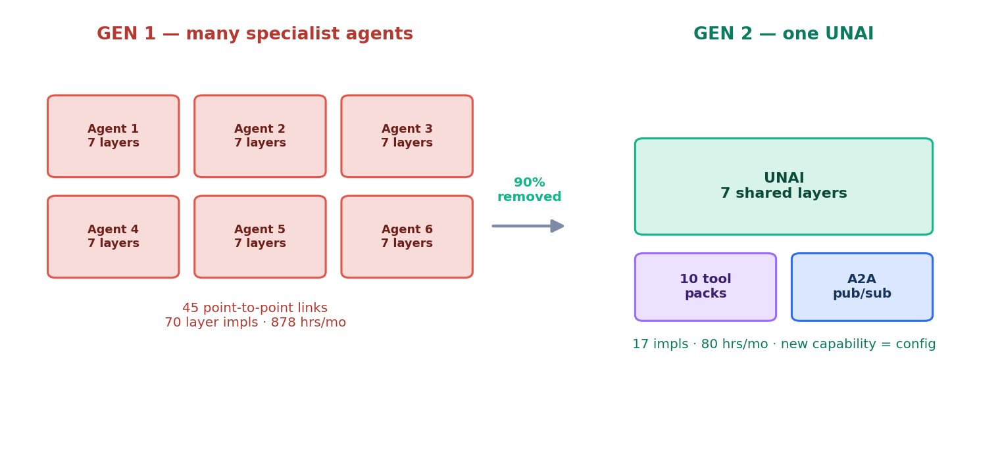 GEN 1 — many specialist agents
GEN 2 — one UNAI
Agent 1
7 layers
Agent 2
7 layers
Agent 3
7 layers
Agent 4
7 layers
Agent 5
7 layers
Agent 6
7 layers
45 point-to-point links
70 layer impls · 878 hrs/mo
90%
removed
UNAI
7 shared layers
10 tool
packs
A2A
pub/sub
17 impls · 80 hrs/mo · new capability = config